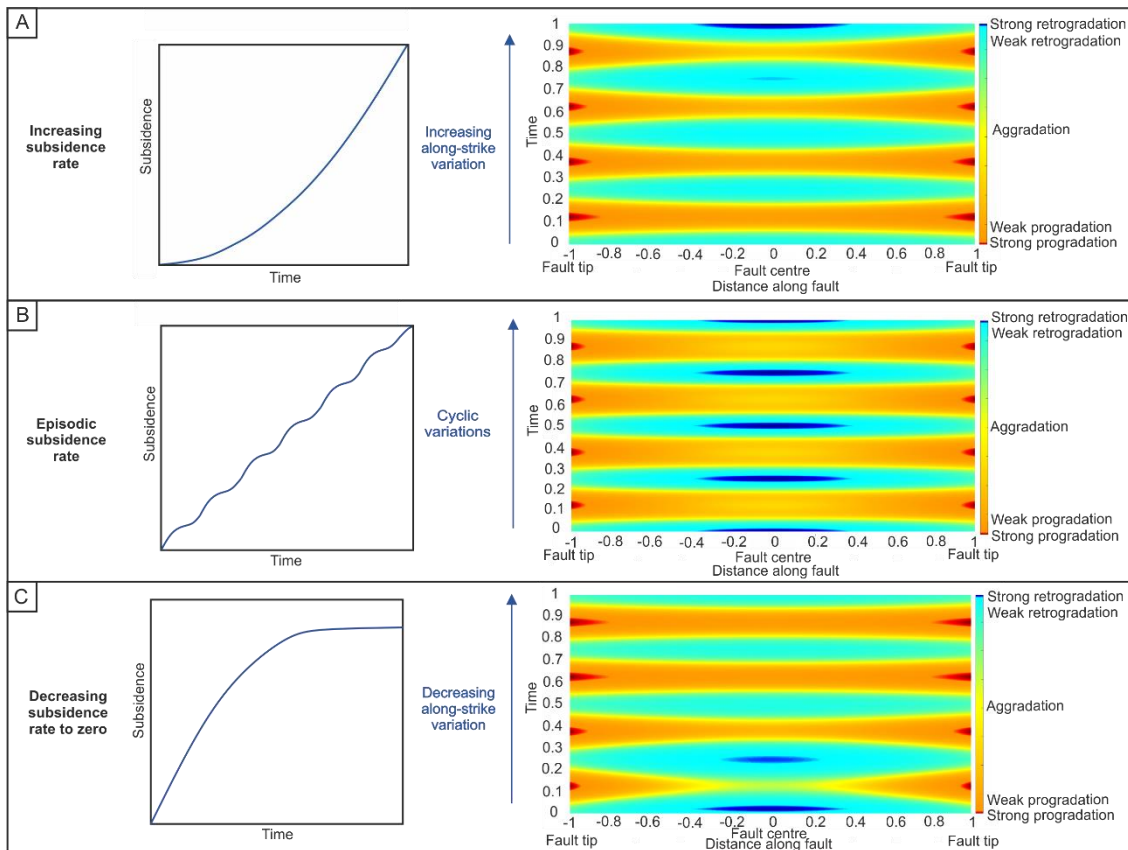 A
Increasing
subsidence
rate
Subsidence
Time
Increasing
along-strike
variation
Time
1
0.9
0.8
0.7
0.6
0.5
0.4
0.3
0.2
0.1
0
-1 -0.8 -0.6 -0.4 -0.2 0 0.2 0.4 0.6 0.8 1
Fault tip Fault centre Fault tip
Distance along fault
Strong retrogradation
Weak retrogradation
Aggradation
Weak progradation
Strong progradation
B
Episodic
subsidence
rate
Subsidence
Time
Cyclic
variations
Time
1
0.9
0.8
0.7
0.6
0.5
0.4
0.3
0.2
0.1
0
-1 -0.8 -0.6 -0.4 -0.2 0 0.2 0.4 0.6 0.8 1
Fault tip Fault centre Fault tip
Distance along fault
Strong retrogradation
Weak retrogradation
Aggradation
Weak progradation
Strong progradation
C
Decreasing
subsidence
rate to zero
Subsidence
Time
Decreasing
along-strike
variation
Time
1
0.9
0.8
0.7
0.6
0.5
0.4
0.3
0.2
0.1
0
-1 -0.8 -0.6 -0.4 -0.2 0 0.2 0.4 0.6 0.8 1
Fault tip Fault centre Fault tip
Distance along fault
Strong retrogradation
Weak retrogradation
Aggradation
Weak progradation
Strong progradation